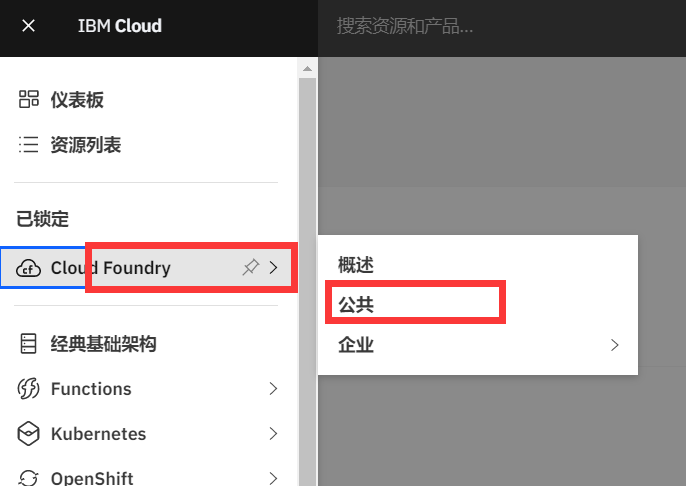 IBM Cloud
搜索资源和产品...
仪表板
资源列表
已锁定
cf Cloud Foundry
概述
公共
企业
经典基础架构
Functions
Kubernetes
OpenShift